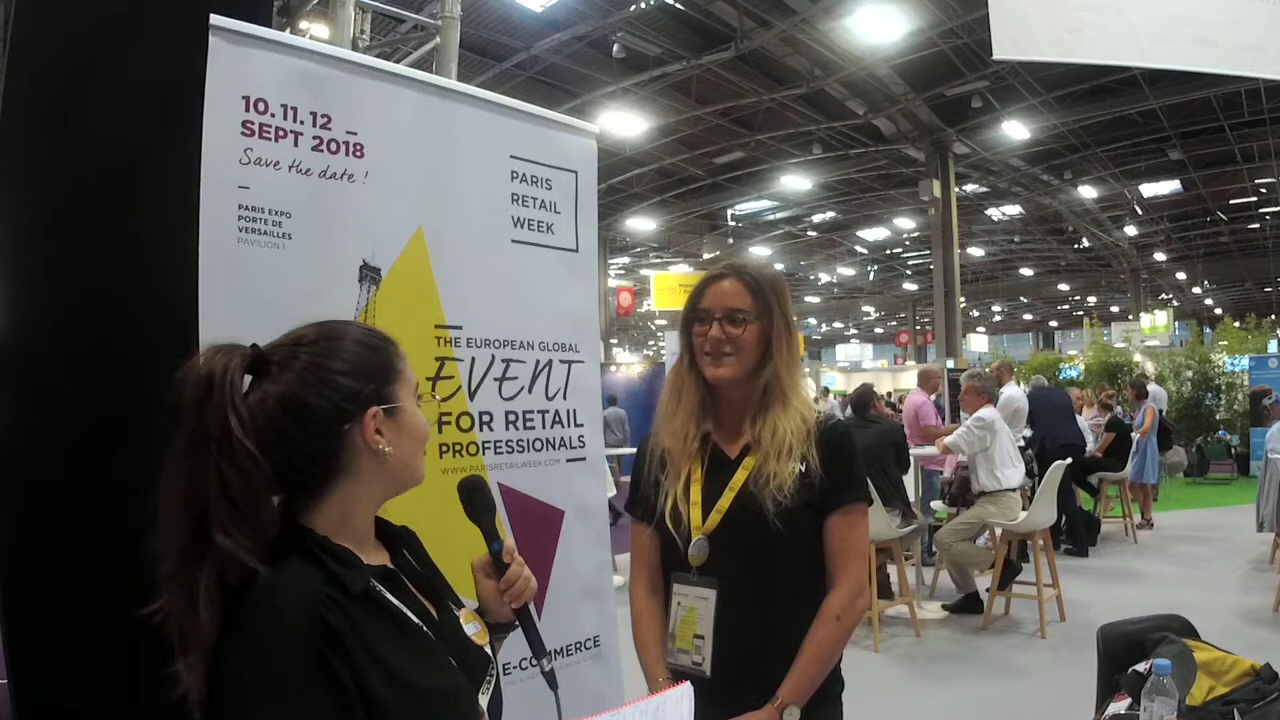 10.11.12 –
SEPT 2018
Save the date !
PARIS EXPO
PORTE DE
VERSAILLES
PAVILION 1
PARIS
RETAIL
WEEK
THE EUROPEAN GLOBAL
EVENT
FOR RETAIL
PROFESSIONALS
WWW.PARISRETAILWEEK.COM
E-COMMERCE